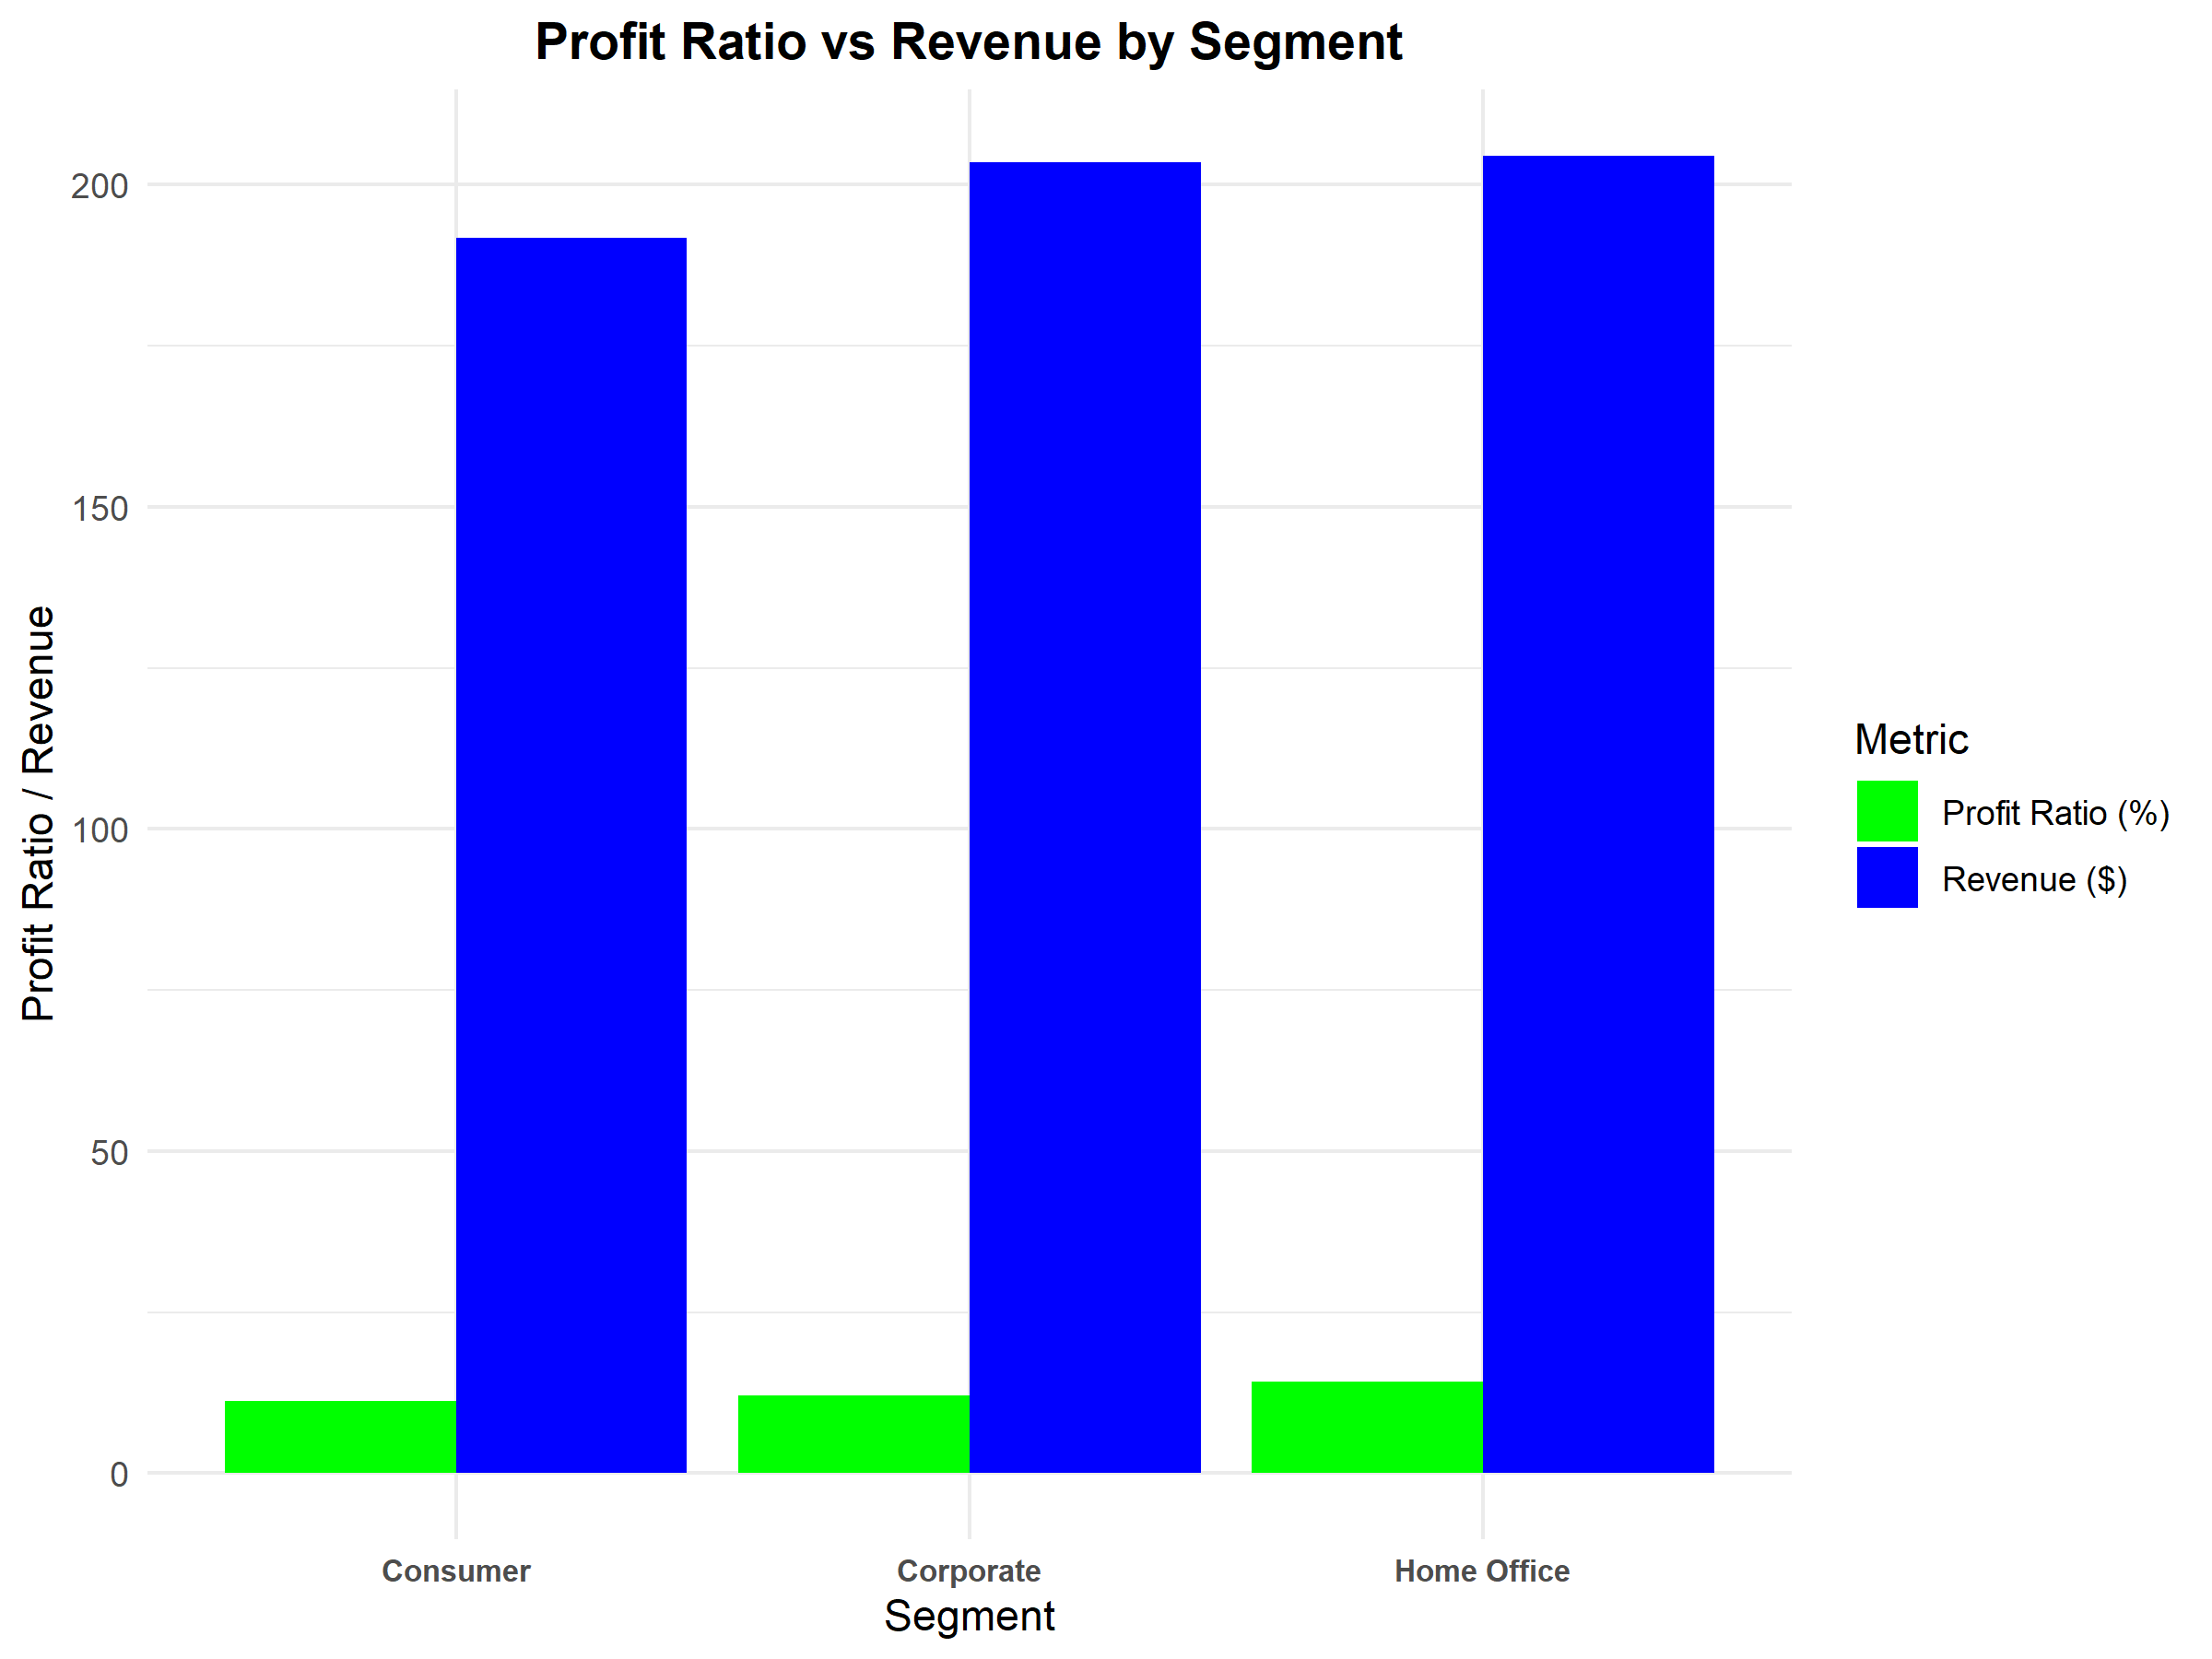 Profit Ratio vs Revenue by Segment
Profit Ratio / Revenue
200
150
100
50
0
Consumer
Corporate
Home Office
Segment
Metric
Profit Ratio (%)
Revenue ($)